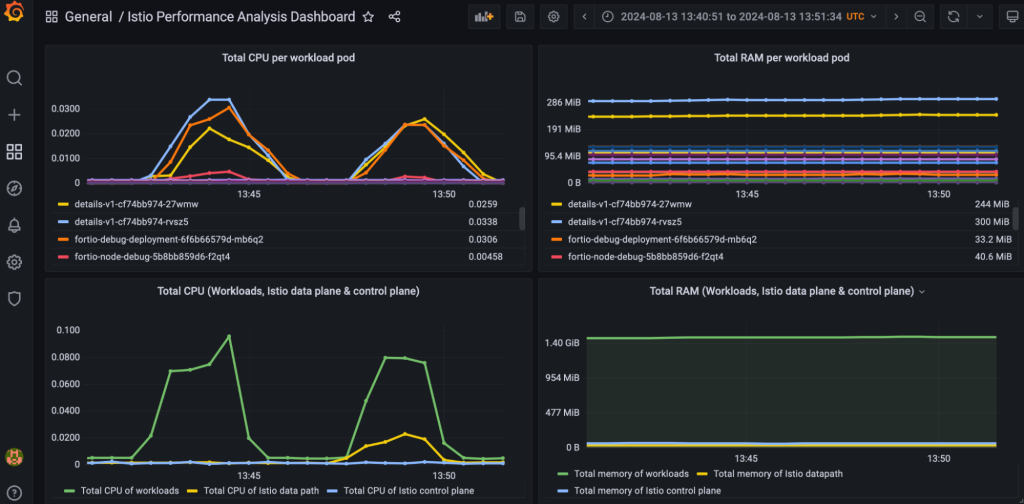 General / Istio Performance Analysis Dashboard
2024-08-13 13:40:51 to 2024-08-13 13:51:34 UTC
Total CPU per workload pod
0.0300
0.0200
0.0100
0
13:45
13:50
details-v1-cf74bb974-27wmw 0.0259
details-v1-cf74bb974-rvsz5 0.0338
fortio-debug-deployment-6f6b66579d-mb6q2 0.0306
fortio-node-debug-5b8bb859d6-f2qt4 0.00458
Total RAM per workload pod
286 MiB
191 MiB
95.4 MiB
0 B
13:45
13:50
details-v1-cf74bb974-27wmw 244 MiB
details-v1-cf74bb974-rvsz5 300 MiB
fortio-debug-deployment-6f6b66579d-mb6q2 33.2 MiB
fortio-node-debug-5b8bb859d6-f2qt4 40.6 MiB
Total CPU (Workloads, Istio data plane & control plane)
0.100
0.0800
0.0600
0.0400
0.0200
0
13:45
13:50
Total CPU of workloads Total CPU of Istio data path Total CPU of Istio control plane
Total RAM (Workloads, Istio data plane & control plane)
1.40 GiB
954 MiB
477 MiB
0 B
13:45
13:50
Total memory of workloads Total memory of Istio datapath
Total memory of Istio control plane